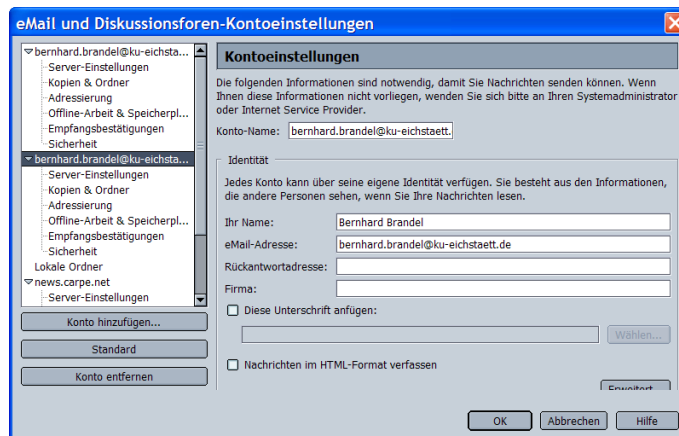 eMail und Diskussionsforen-Kontoeinstellungen
bernhard.brandel@ku-eichsta...
Server-Einstellungen
Kopien & Ordner
Adressierung
Offline-Arbeit & Speicherpl...
Empfangsbestätigungen
Sicherheit
bernhard.brandel@ku-eichsta...
Server-Einstellungen
Kopien & Ordner
Adressierung
Offline-Arbeit & Speicherpl...
Empfangsbestätigungen
Sicherheit
Lokale Ordner
news.carpe.net
Server-Einstellungen
Konto hinzufügen...
Standard
Konto entfernen
Kontoeinstellungen
Die folgenden Informationen sind notwendig, damit Sie Nachrichten senden können. Wenn
Ihnen diese Informationen nicht vorliegen, wenden Sie sich bitte an Ihren Systemadministrator
oder Internet Service Provider.
Konto-Name: bernhard.brandel@ku-eichstaett.
Identität
Jedes Konto kann über seine eigene Identität verfügen. Sie besteht aus den Informationen,
die andere Personen sehen, wenn Sie Ihre Nachrichten lesen.
Ihr Name: Bernhard Brandel
eMail-Adresse: bernhard.brandel@ku-eichstaett.de
Rückantwortadresse:
Firma:
Diese Unterschrift anfügen:
Wählen...
Nachrichten im HTML-Format verfassen
Erweitert...
OK Abbrechen Hilfe